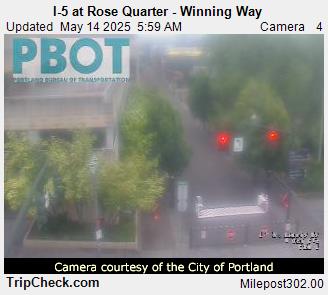 I-5 at Rose Quarter - Winning Way
Updated May 14 2025 5:59 AM Camera 4
PBOT
PORTLAND BUREAU OF TRANSPORTATION
Camera courtesy of the City of Portland
TripCheck.com Milepost302.00